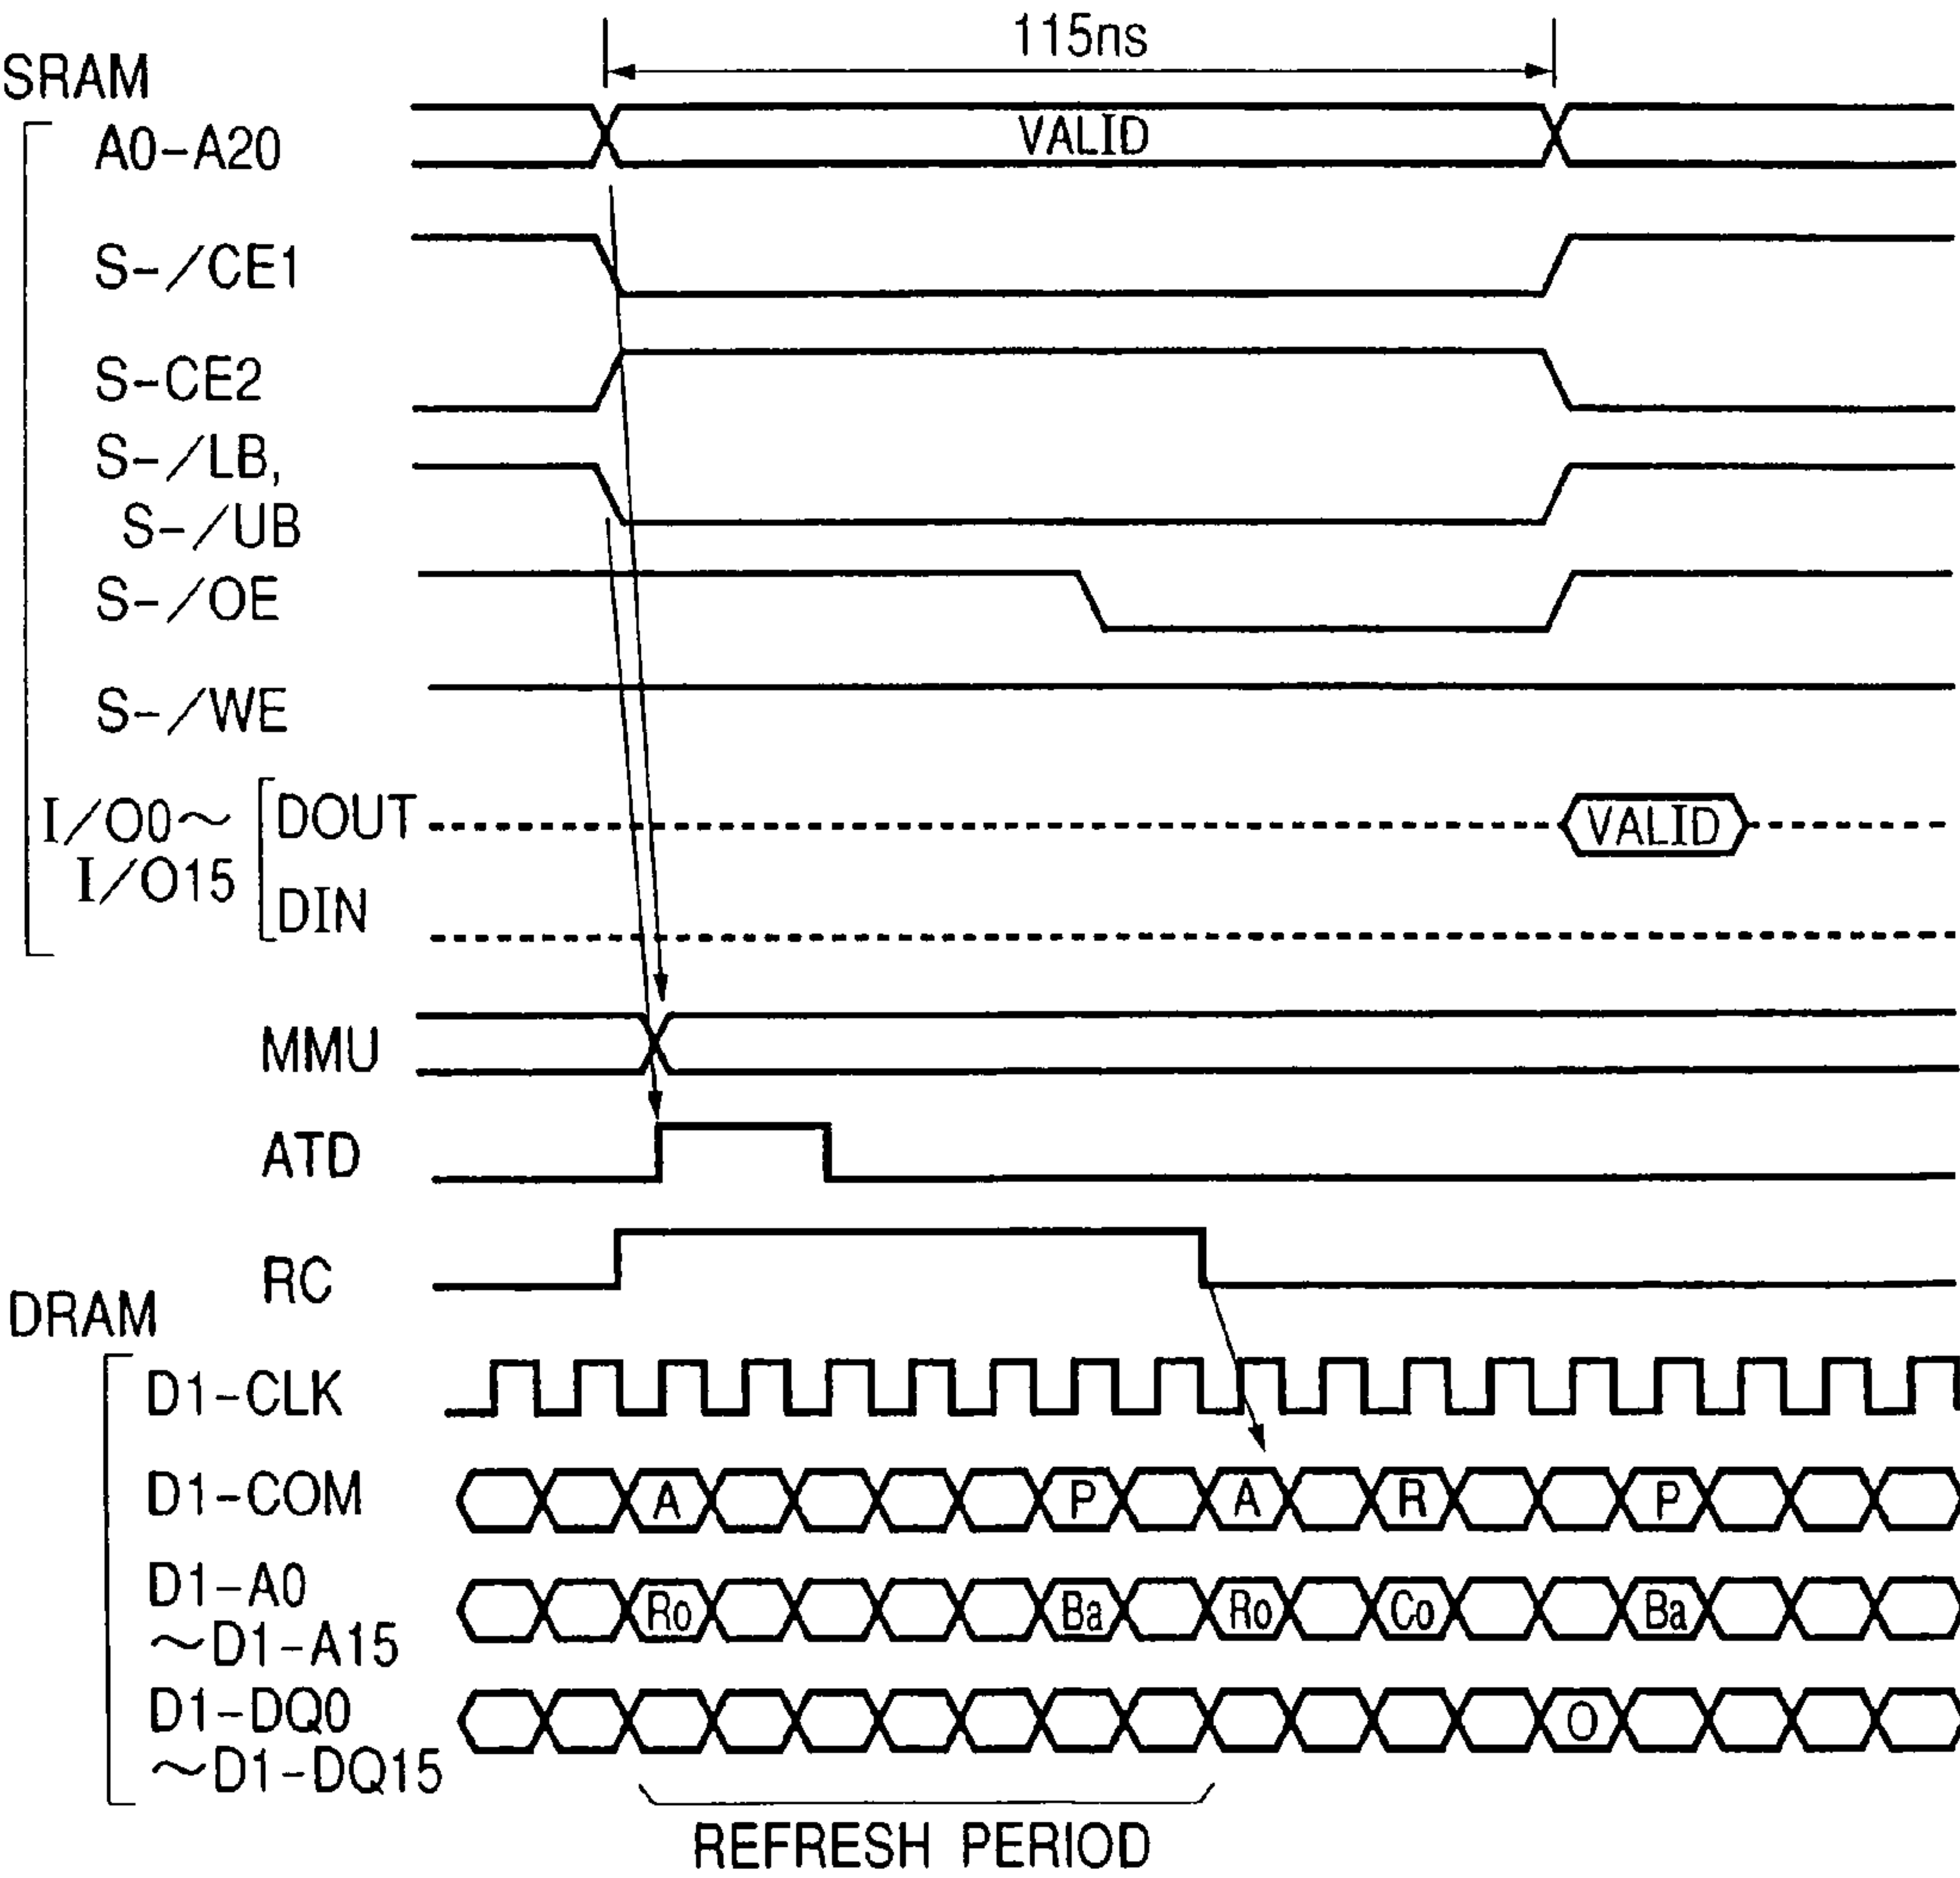 115ns
SRAM
A0-A20 VALID
S-/CE1
S-CE2
S-/LB,
S-/UB
S-/OE
S-/WE
I/O0~ DOUT VALID
I/O15
DIN
MMU
ATD
RC
DRAM
D1-CLK
D1-COM A P A R P
D1-A0
~D1-A15 Ro Ba Ro Co Ba
D1-DQ0
~D1-DQ15 O
REFRESH PERIOD